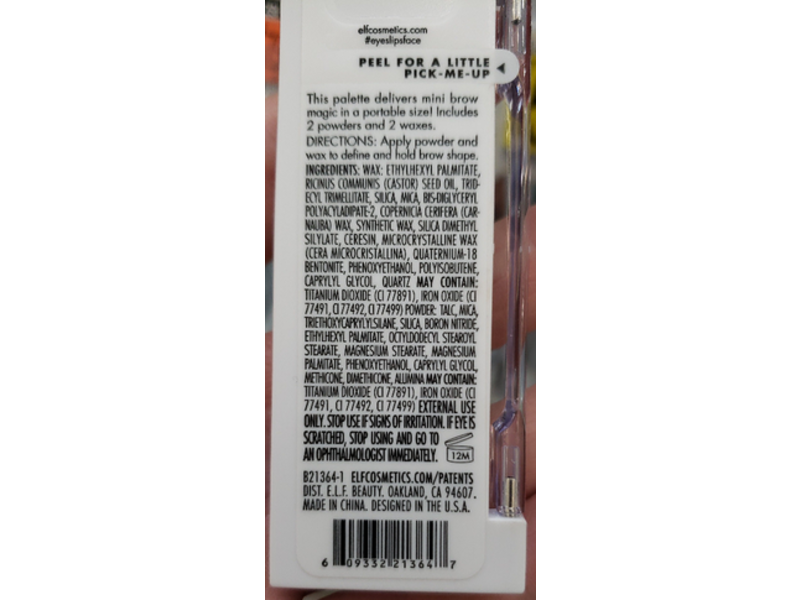 elfcosmetics.com
#eyeslipsface
PEEL FOR A LITTLE
PICK-ME-UP
This palette delivers mini brow
magic in a portable size! Includes
2 powders and 2 waxes.
DIRECTIONS: Apply powder and
wax to define and hold brow shape.
INGREDIENTS: WAX: ETHYLHEXYL PALMITATE,
RICINUS COMMUNIS (CASTOR) SEED OIL, TRID-
ECYL TRIMELLITATE, SILICA, MICA, BIS-DIGLYCERYL
POLYACYLADIPATE-2, COPERNICIA CERIFERA (CAR-
NAUBA) WAX, SYNTHETIC WAX, SILICA DIMETHYL
SILYLATE, CERESIN, MICROCRYSTALLINE WAX
(CERA MICROCRISTALLINA), QUATERNIUM-18
BENTONITE, PHENOXYETHANOL, POLYISOBUTENE,
CAPRYLYL GLYCOL, QUARTZ MAY CONTAIN:
TITANIUM DIOXIDE (CI 77891), IRON OXIDE (CI
77491, CI 77492, CI 77499) POWDER: TALC, MICA,
TRIETHOXYCAPRYLYLSILANE, SILICA, BORON NITRIDE,
ETHYLHEXYL PALMITATE, OCTYLDODECYL STEAROYL
STEARATE, MAGNESIUM STEARATE, MAGNESIUM
PALMITATE, PHENOXYETHANOL, CAPRYLYL GLYCOL,
METHICONE, DIMETHICONE, ALUMINA MAY CONTAIN:
TITANIUM DIOXIDE (CI 77891), IRON OXIDE (CI
77491, CI 77492, CI 77499) EXTERNAL USE
ONLY. STOP USE IF SIGNS OF IRRITATION. IF EYE IS
SCRATCHED, STOP USING AND GO TO
AN OPHTHALMOLOGIST IMMEDIATELY.
12M
B21364-1 ELFCOSMETICS.COM/PATENTS
DIST. E.L.F. BEAUTY. OAKLAND, CA 94607.
MADE IN CHINA. DESIGNED IN THE U.S.A.
6 09332 21364 7